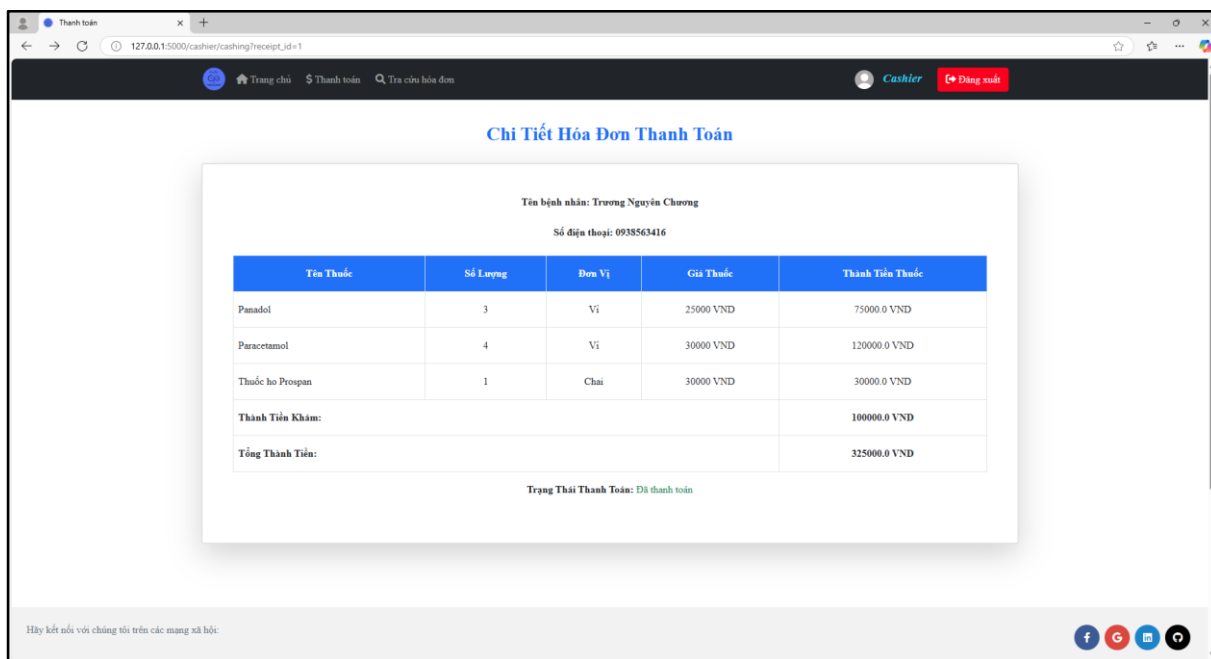 Thanh toán
127.0.0.1:5000/cashier/cashing?receipt_id=1
Trang chủ $ Thanh toán Tra cứu hóa đơn Cashier Đăng xuất
Chi Tiết Hóa Đơn Thanh Toán
Tên bệnh nhân: Trương Nguyên Chương
Số điện thoại: 0938563416
Tên Thuốc Số Lượng Đơn Vị Giá Thuốc Thành Tiền Thuốc
Panadol 3 Vỉ 25000 VND 75000.0 VND
Paracetamol 4 Vỉ 30000 VND 120000.0 VND
Thuốc ho Prospan 1 Chai 30000 VND 30000.0 VND
Thành Tiền Khám: 100000.0 VND
Tổng Thành Tiền: 325000.0 VND
Trạng Thái Thanh Toán: Đã thanh toán
Hãy kết nối với chúng tôi trên các mạng xã hội: